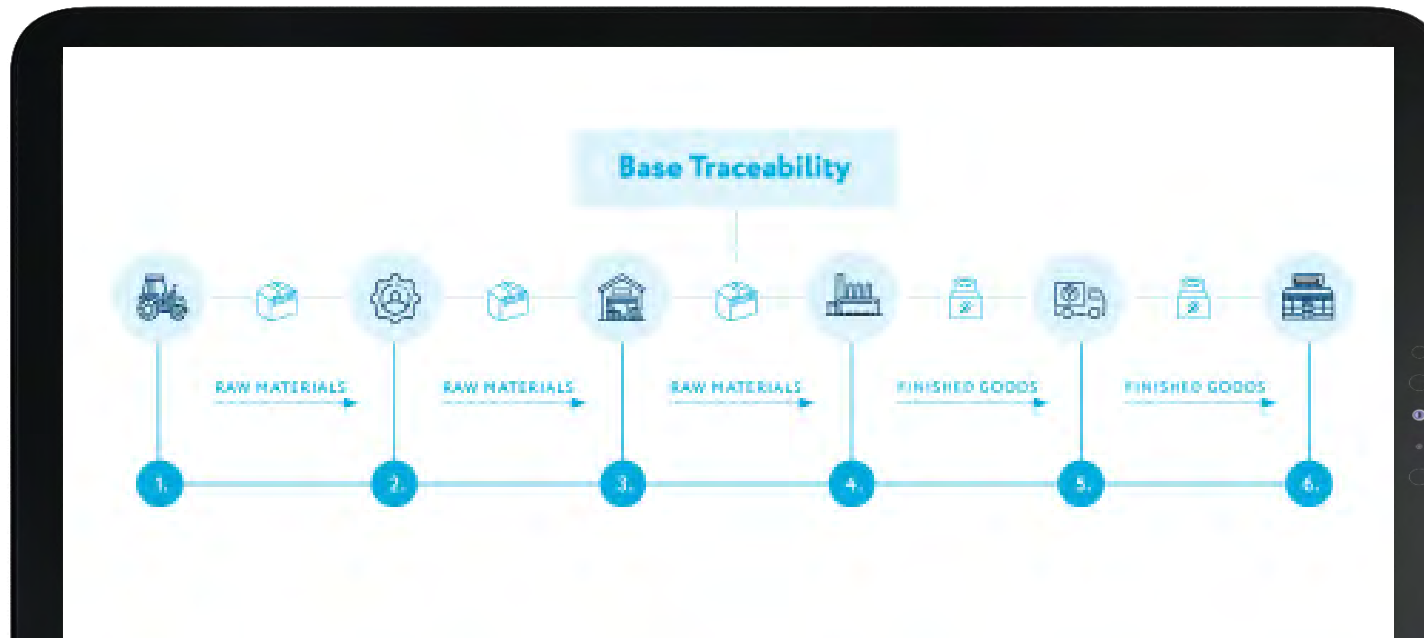 Base Traceability
RAW MATERIALS
RAW MATERIALS
RAW MATERIALS
FINISHED GOODS
FINISHED GOODS
1.
2.
3.
4.
5.
6.